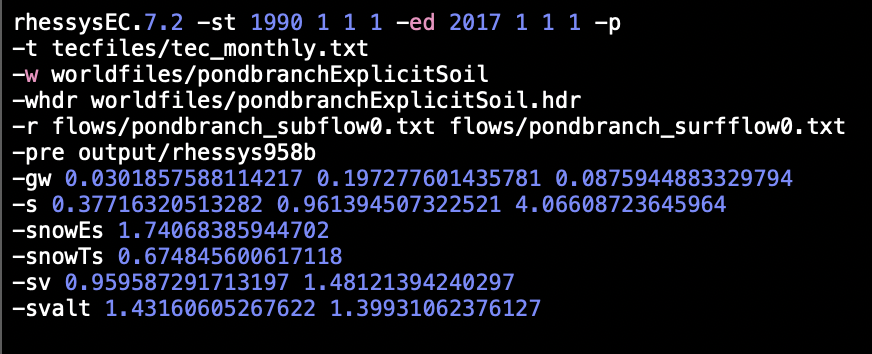 rhessysEC.7.2 -st 1990 1 1 1 -ed 2017 1 1 1 -p
-t tecfiles/tec_monthly.txt
-w worldfiles/pondbranchExplicitSoil
-whdr worldfiles/pondbranchExplicitSoil.hdr
-r flows/pondbranch_subflow0.txt flows/pondbranch_surfflow0.txt
-pre output/rhessys958b
-gw 0.0301857588114217 0.197277601435781 0.0875944883329794
-s 0.37716320513282 0.961394507322521 4.06608723645964
-snowEs 1.74068385944702
-snowTs 0.674845600617118
-sv 0.959587291713197 1.48121394240297
-svalt 1.43160605267622 1.39931062376127